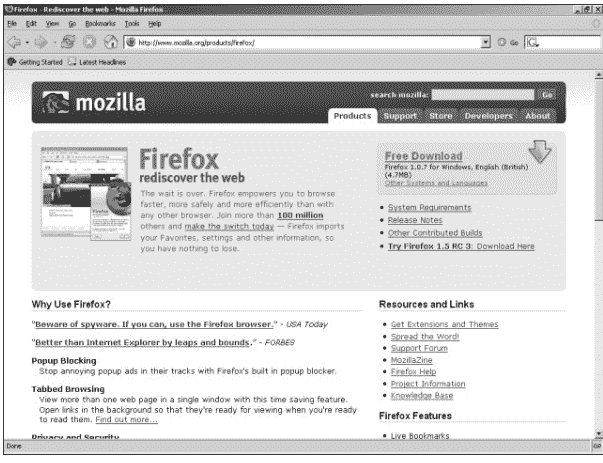 Firefox - Rediscover the web - Mozilla Firefox
File Edit View Go Bookmarks Tools Help
http://www.mozilla.org/products/firefox/
Go
Getting Started
Latest Headlines
mozilla
search mozilla:
Go
Products
Support
Store
Developers
About
Firefox
rediscover the web
The wait is over. Firefox empowers you to browse
faster, more safely and more efficiently than with
any other browser. Join more than 100 million
others and make the switch today — Firefox imports
your Favorites, settings and other information, so
you have nothing to lose.
Free Download
Firefox 1.0.7 for Windows, English (British)
(4.7MB)
Other Systems and Languages
System Requirements
Release Notes
Other Contributed Builds
Try Firefox 1.5 RC 3: Download Here
Why Use Firefox?
"Beware of spyware. If you can, use the Firefox browser." - USA Today
"Better than Internet Explorer by leaps and bounds." - FORBES
Popup Blocking
Stop annoying popup ads in their tracks with Firefox's built in popup blocker.
Tabbed Browsing
View more than one web page in a single window with this time saving feature.
Open links in the background so that they're ready for viewing when you're ready
to read them. Find out more...
Privacy and Security
Resources and Links
Get Extensions and Themes
Spread the Word!
Support Forum
MozillaZine
Firefox Help
Project Information
Knowledge Base
Firefox Features
Live Bookmarks
Done